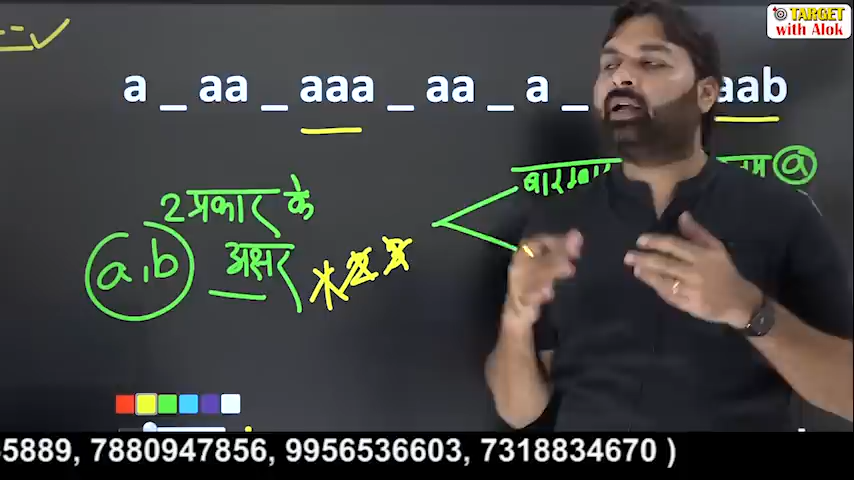 TARGET
with Alok
a _ aa _ aaa _ aa _ a _ aab
2 प्रकार के
a,b अक्षर
a
5889, 7880947856, 9956536603, 7318834670 )